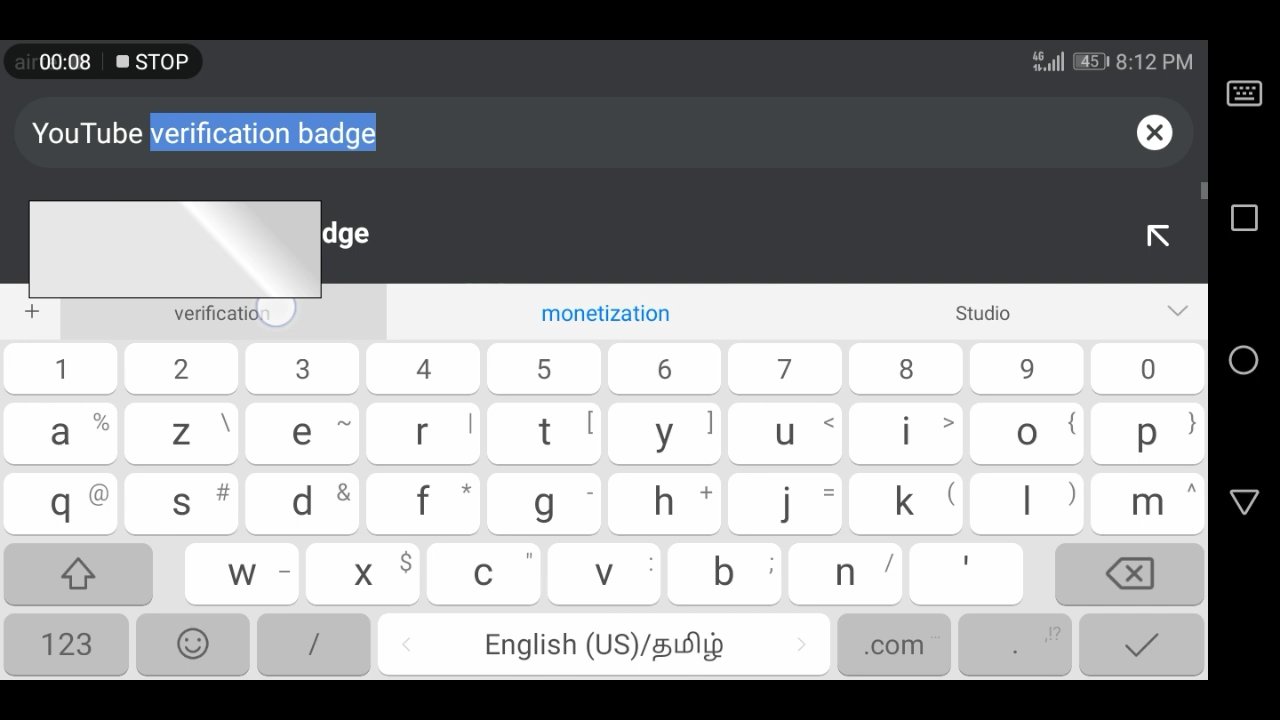 00:08 STOP 45 8:12 PM
YouTube verification badge
dge
+ verification monetization Studio
1 2 3 4 5 6 7 8 9 0
a % z \ e ~ r | t [ y ] u < i > o { p }
q @ s # d & f * g - h + j = k ( l ) m ^
w – x $ c " v : b ; n / '
123 / English (US)/தமிழ் .com . ,!?